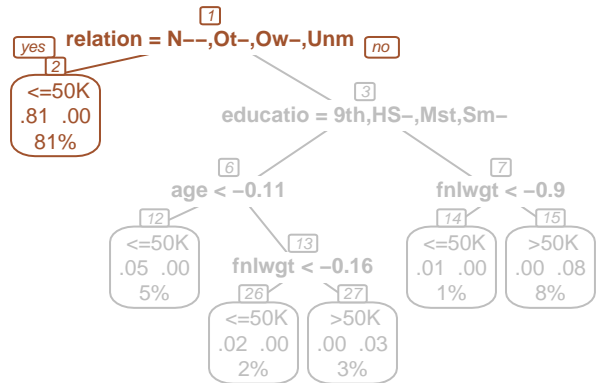 1
relation = N--,Ot-,Ow-,Unm
yes
no
2
<=50K
.81 .00
81%
3
educatio = 9th,HS-,Mst,Sm-
6
age < -0.11
7
fnlwgt < -0.9
12
<=50K
.05 .00
5%
13
fnlwgt < -0.16
14
<=50K
.01 .00
1%
15
>50K
.00 .08
8%
26
<=50K
.02 .00
2%
27
>50K
.00 .03
3%